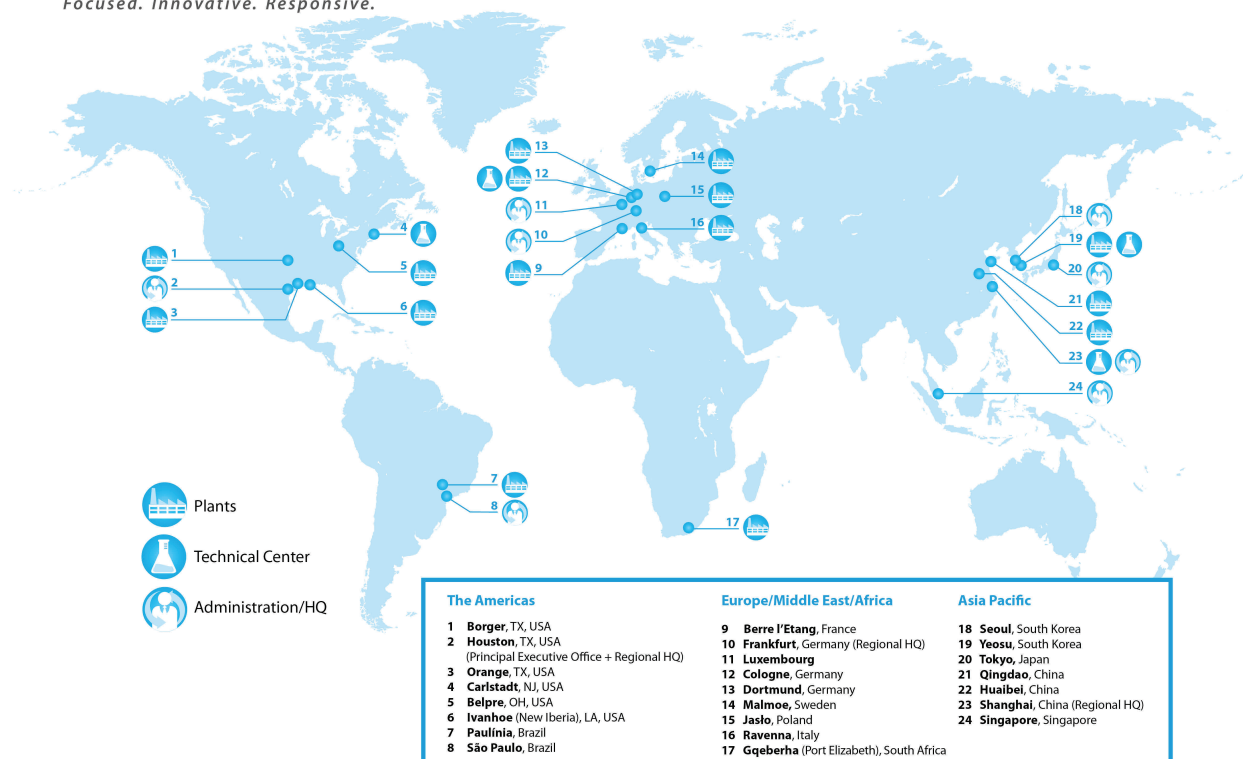 Focused. Innovative. Responsive.
13
14
12
15
11
16
10
9
4
1
5
2
6
3
18
19
20
21
22
23
24
7
8
17
Plants
Technical Center
Administration/HQ
The Americas
1 Borger, TX, USA
2 Houston, TX, USA
(Principal Executive Office + Regional HQ)
3 Orange, TX, USA
4 Carlstadt, NJ, USA
5 Belpre, OH, USA
6 Ivanhoe (New Iberia), LA, USA
7 Paulínia, Brazil
8 São Paulo, Brazil
Europe/Middle East/Africa
9 Berre l'Etang, France
10 Frankfurt, Germany (Regional HQ)
11 Luxembourg
12 Cologne, Germany
13 Dortmund, Germany
14 Malmoe, Sweden
15 Jasło, Poland
16 Ravenna, Italy
17 Gqeberha (Port Elizabeth), South Africa
Asia Pacific
18 Seoul, South Korea
19 Yeosu, South Korea
20 Tokyo, Japan
21 Qingdao, China
22 Huaibei, China
23 Shanghai, China (Regional HQ)
24 Singapore, Singapore